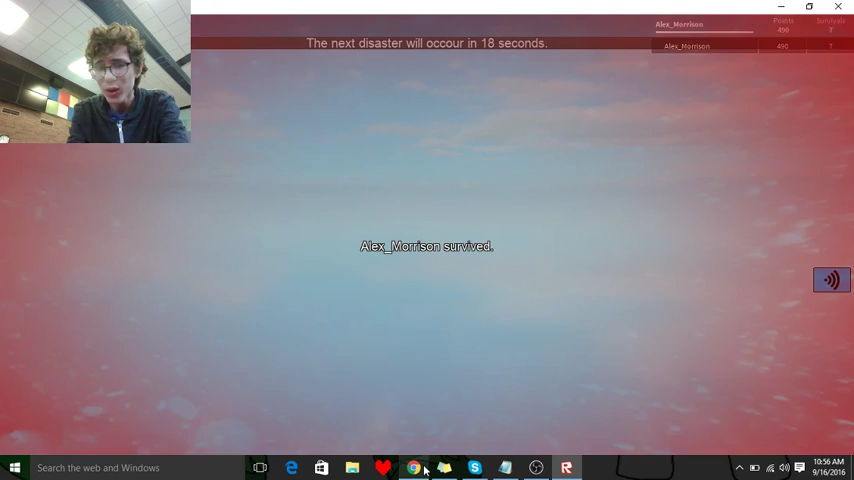 Alex_Morrison
Points
490
Survivals
7
The next disaster will occour in 18 seconds.
Alex_Morrison
490
7
Alex_Morrison survived.
Search the web and Windows
10:56 AM
9/16/2016